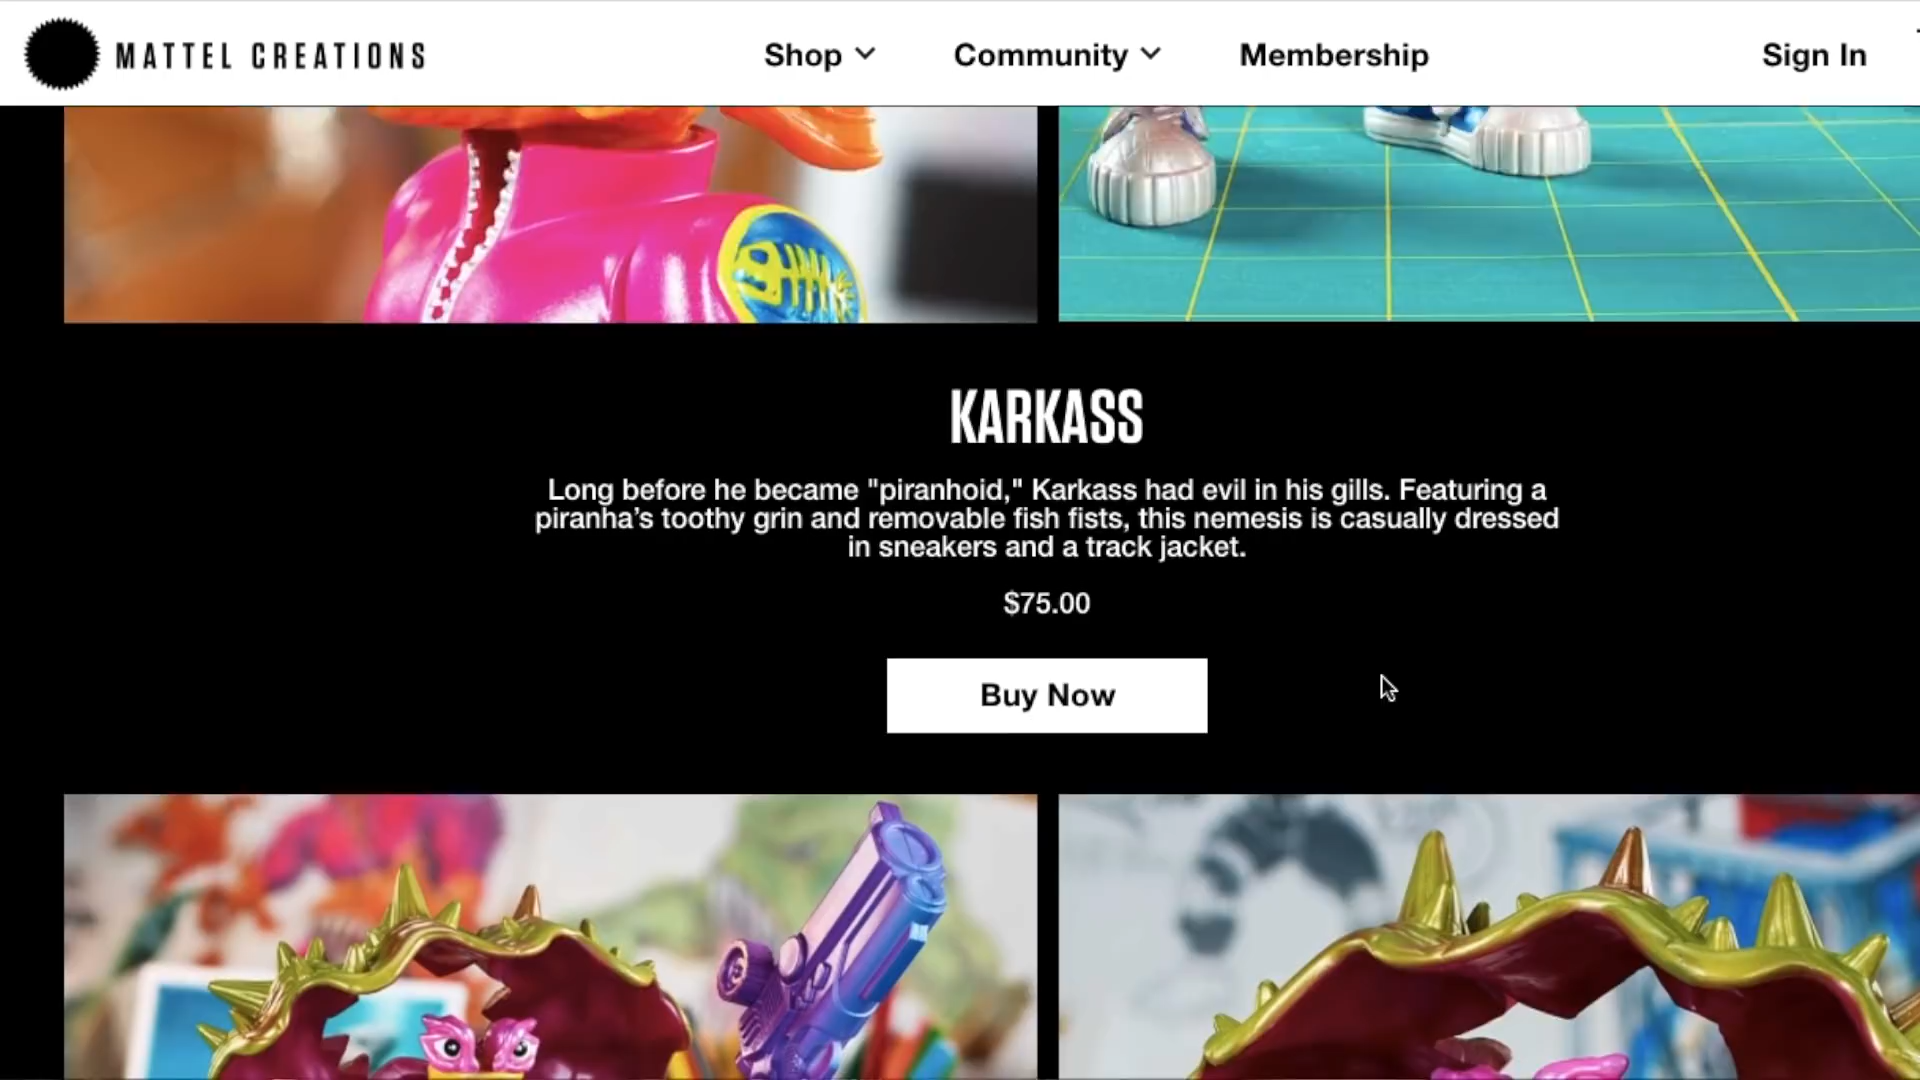 MATTEL CREATIONS
Shop
Community
Membership
Sign In
KARKASS
Long before he became "piranhoid," Karkass had evil in his gills. Featuring a
piranha’s toothy grin and removable fish fists, this nemesis is casually dressed
in sneakers and a track jacket.
$75.00
Buy Now